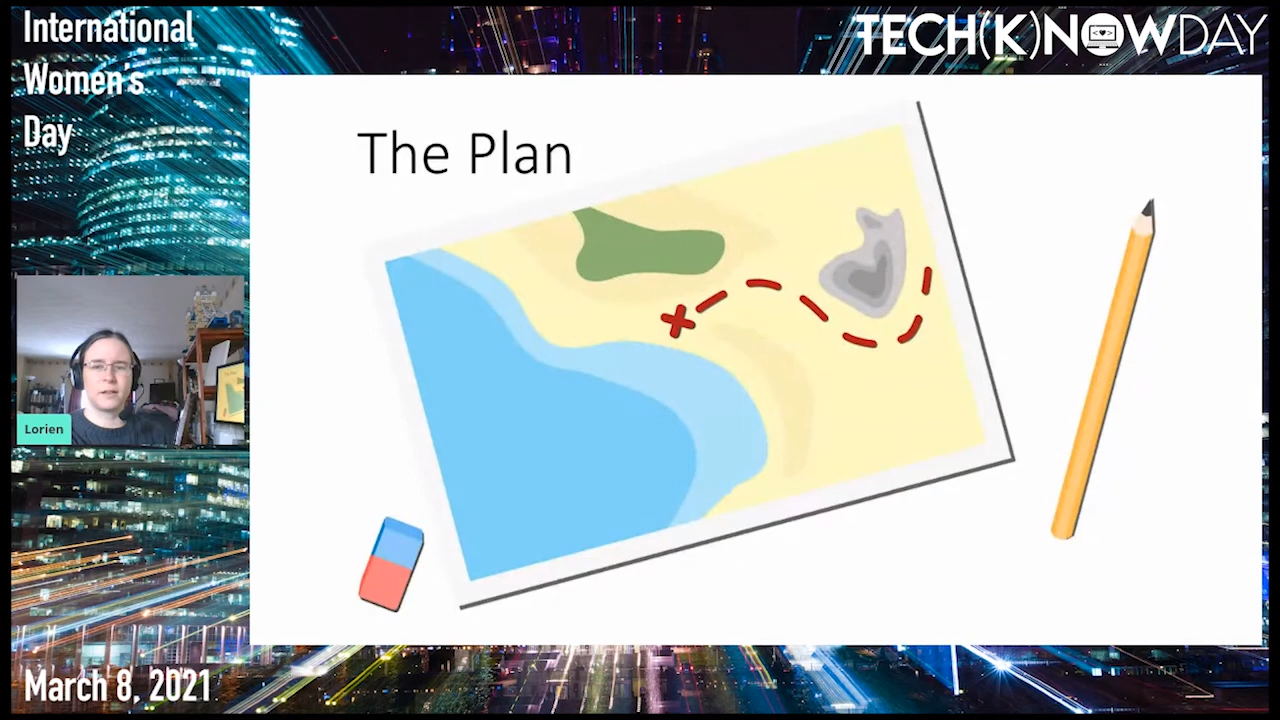 International
Women's
Day
TECH(K)NOWDAY
The Plan
Lorien
March 8, 2021